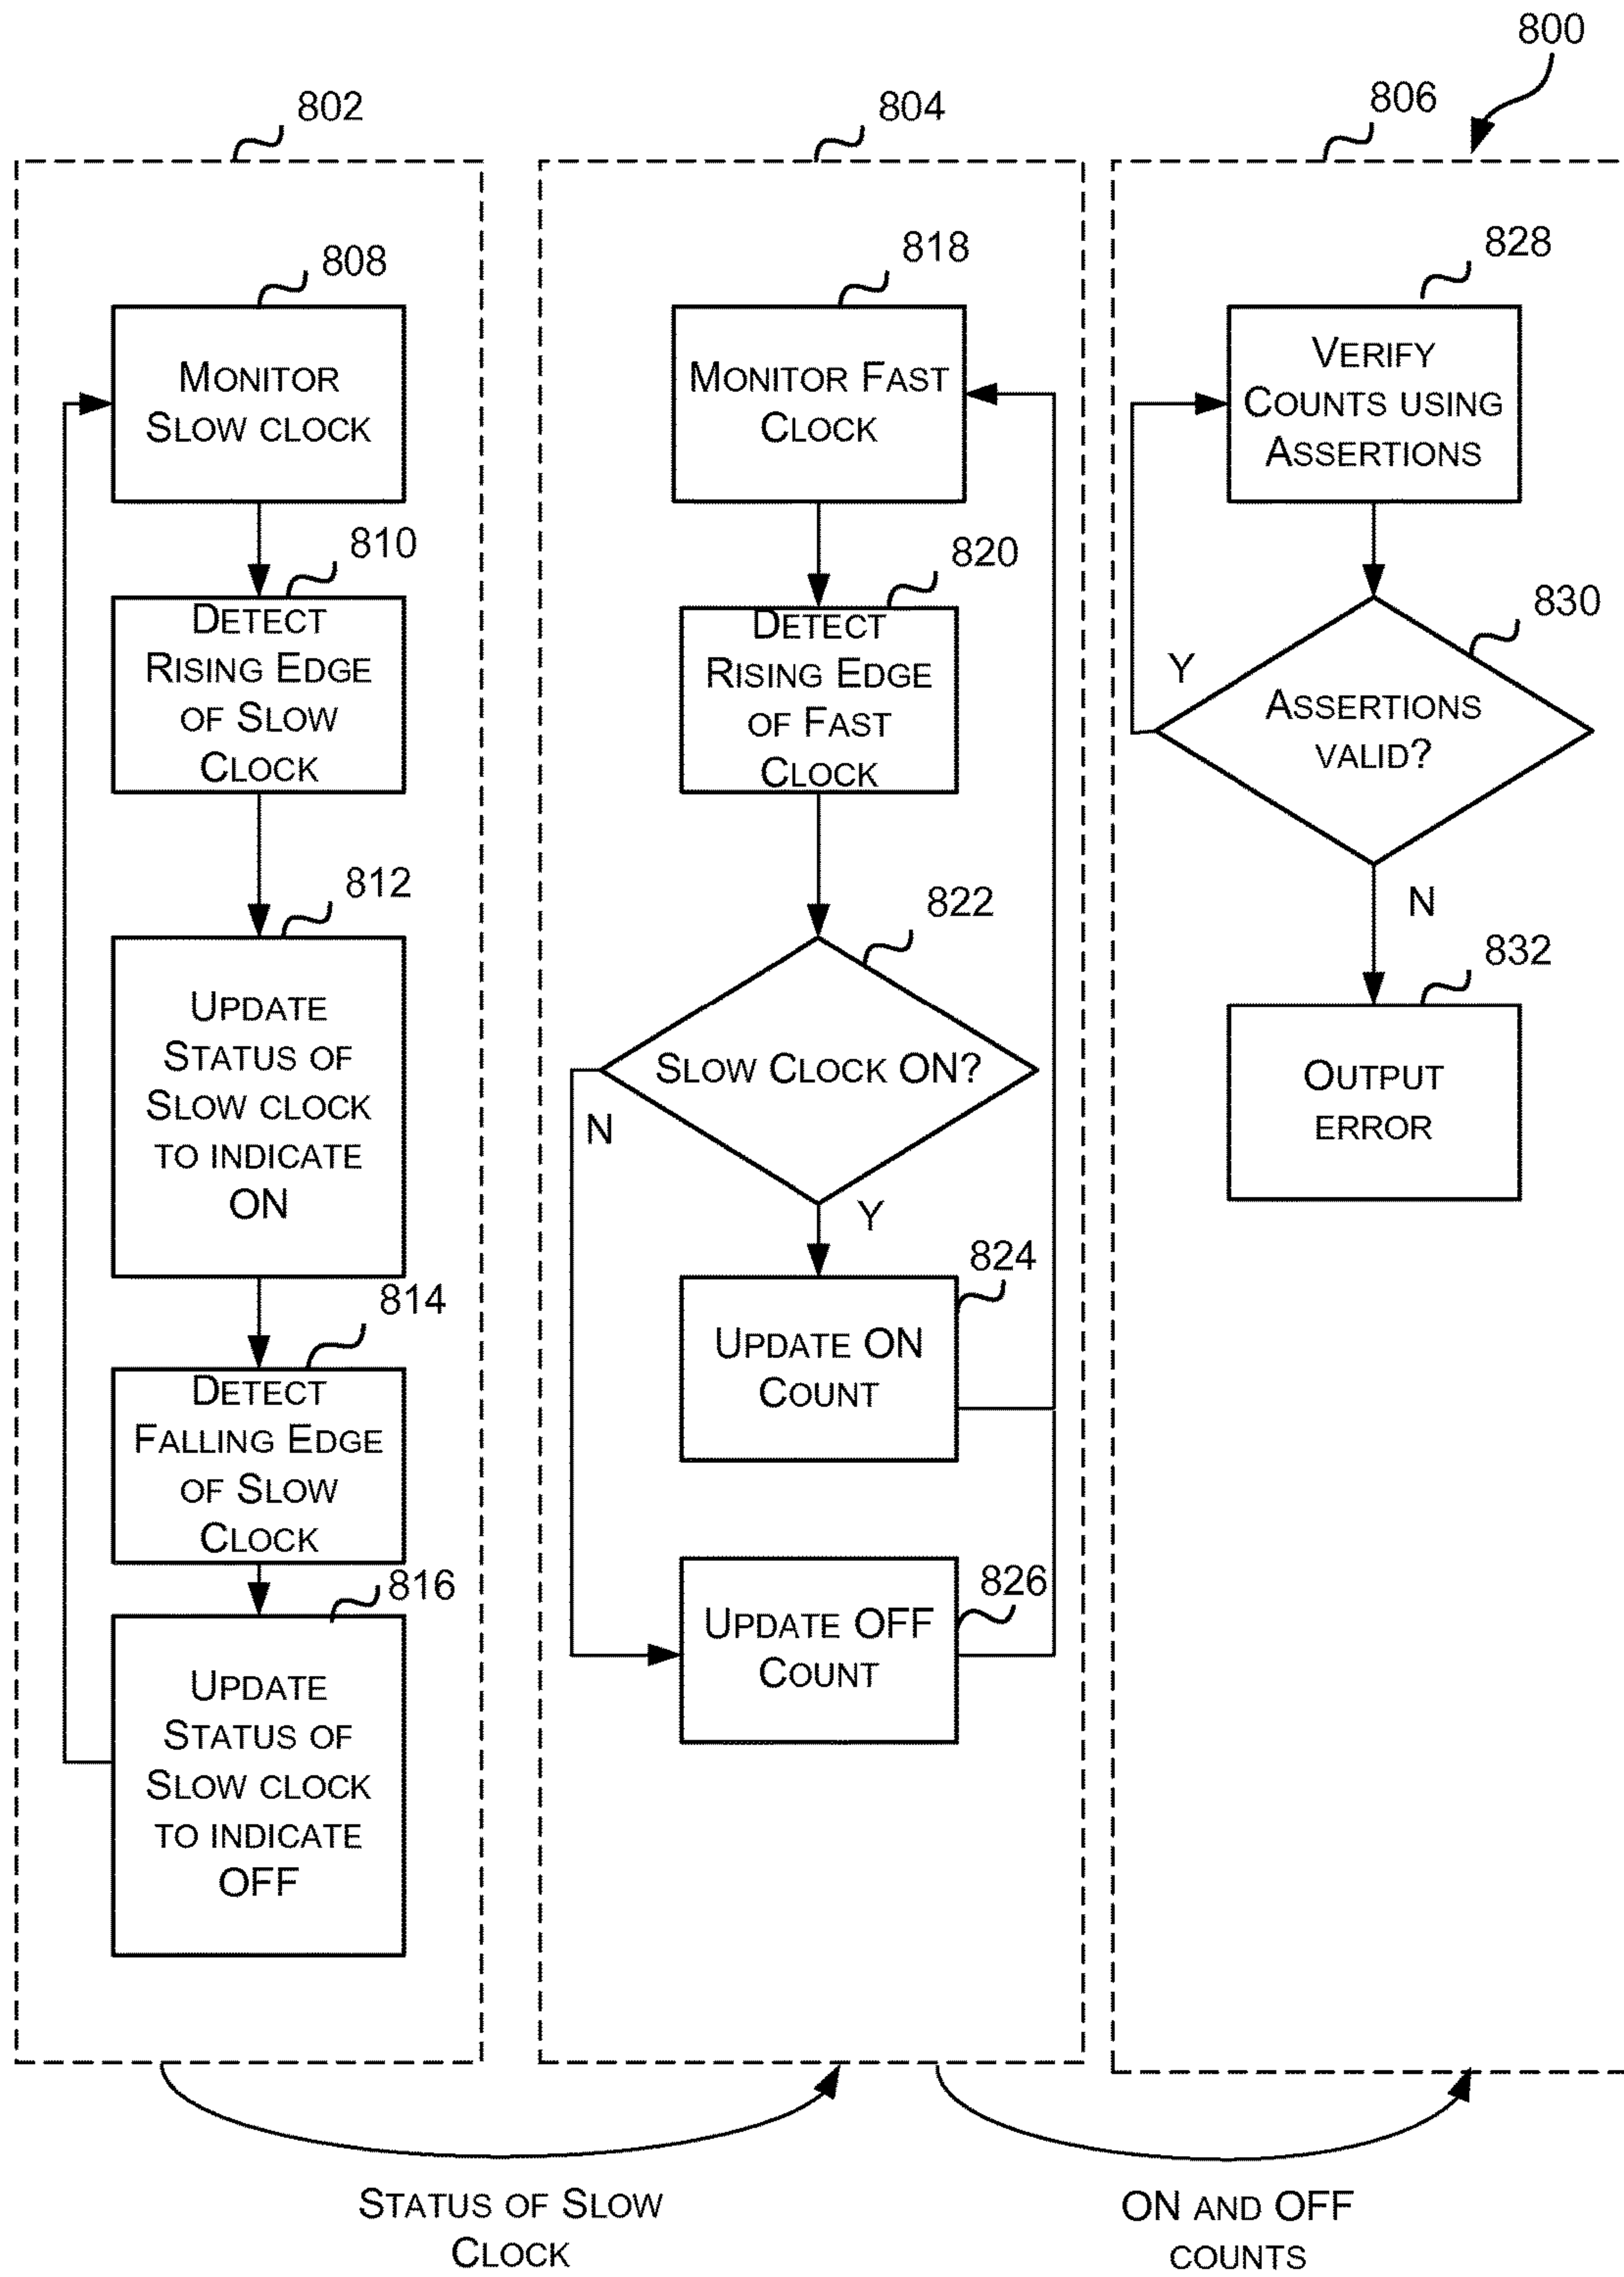 800
802
804
806
808
MONITOR
SLOW CLOCK
810
DETECT
RISING EDGE
OF SLOW
CLOCK
812
UPDATE
STATUS OF
SLOW CLOCK
TO INDICATE
ON
814
DETECT
FALLING EDGE
OF SLOW
CLOCK
816
UPDATE
STATUS OF
SLOW CLOCK
TO INDICATE
OFF
818
MONITOR FAST
CLOCK
820
DETECT
RISING EDGE
OF FAST
CLOCK
822
SLOW CLOCK ON?
N
Y
824
UPDATE ON
COUNT
826
UPDATE OFF
COUNT
828
VERIFY
COUNTS USING
ASSERTIONS
830
Y
ASSERTIONS
VALID?
N
832
OUTPUT
ERROR
STATUS OF SLOW
CLOCK
ON AND OFF
COUNTS